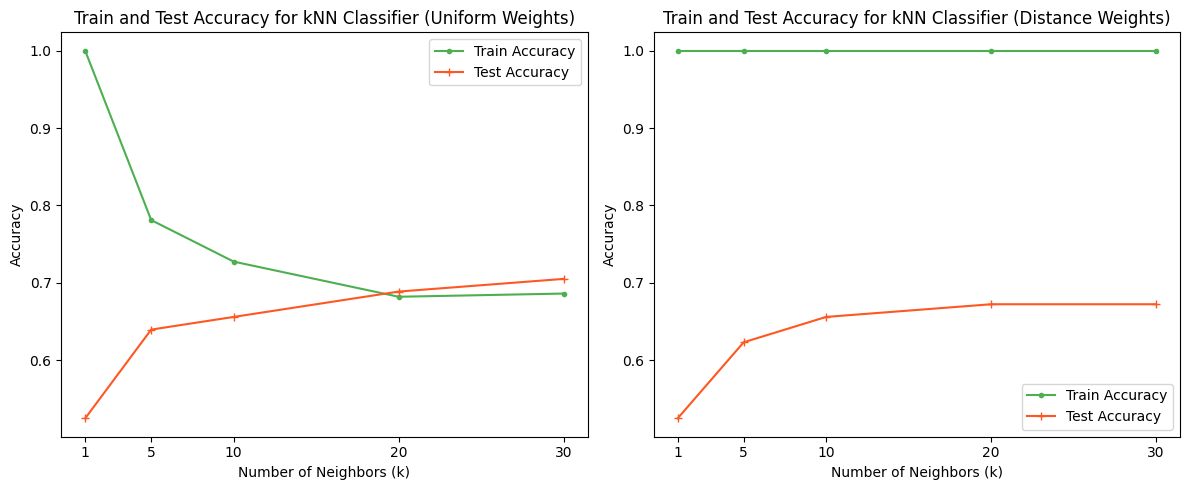 Train and Test Accuracy for kNN Classifier (Uniform Weights)
1.0
0.9
0.8
0.7
0.6
Accuracy
Train Accuracy
Test Accuracy
1
5
10
20
30
Number of Neighbors (k)
Train and Test Accuracy for kNN Classifier (Distance Weights)
1.0
0.9
0.8
0.7
0.6
Accuracy
Train Accuracy
Test Accuracy
1
5
10
20
30
Number of Neighbors (k)